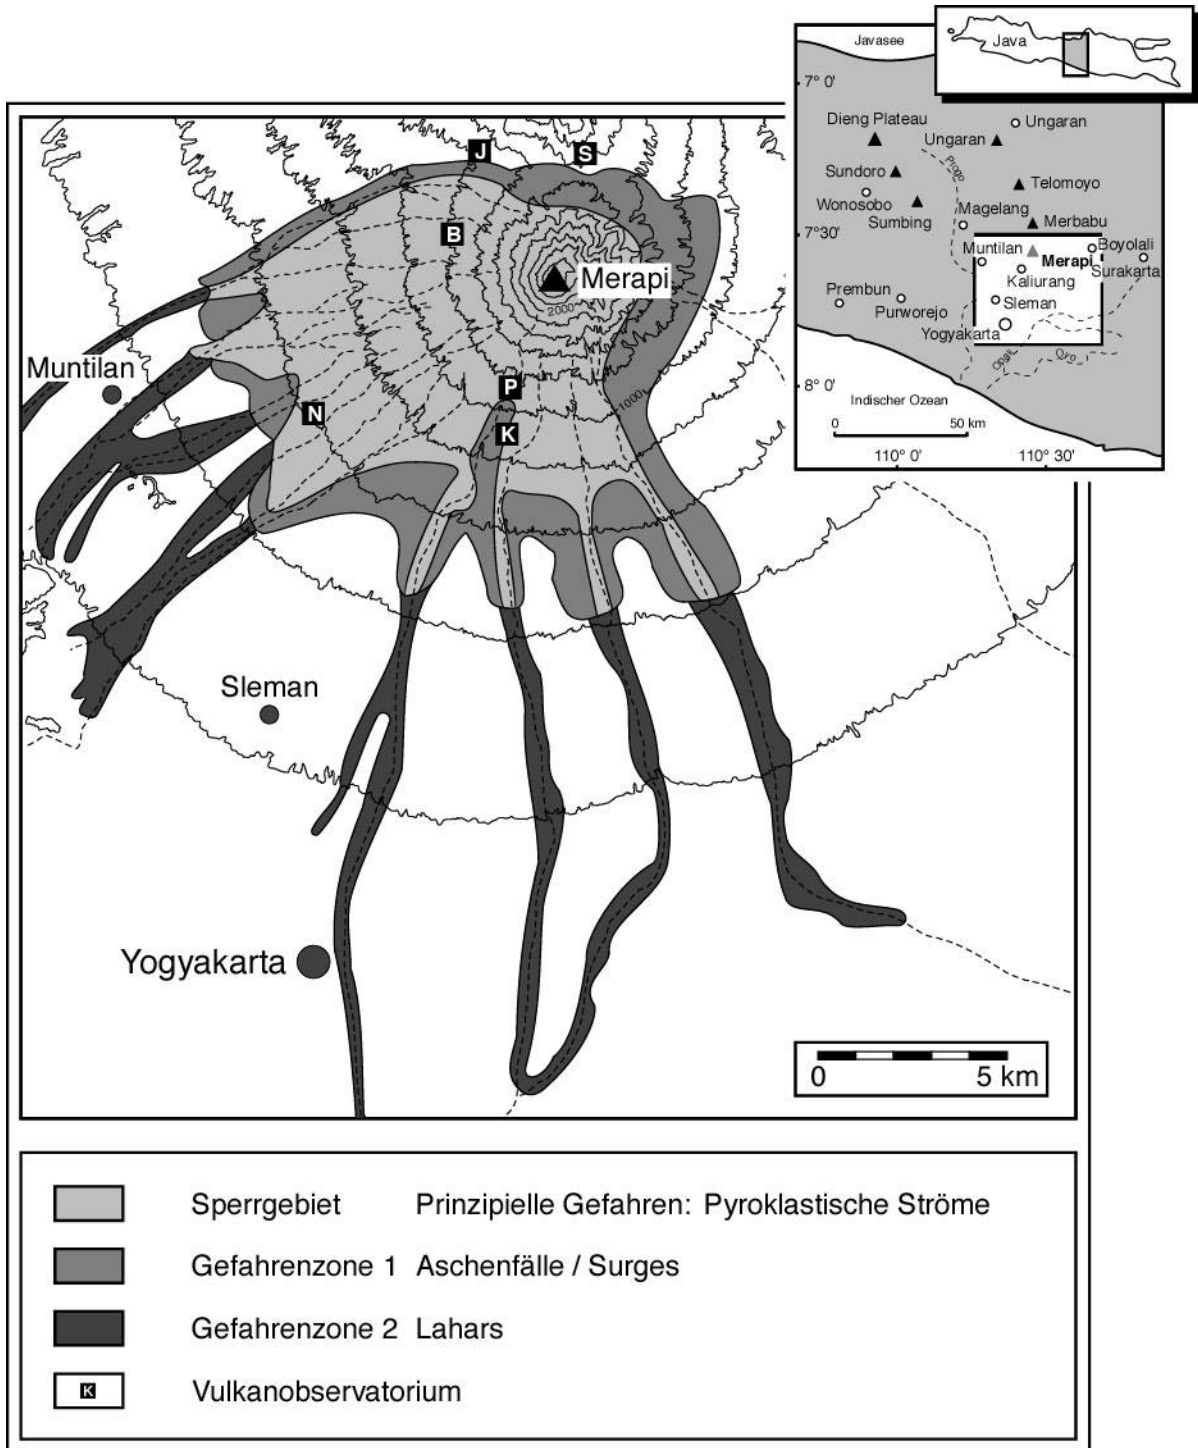 Javasee
Java
7° 0'
Dieng Plateau
Ungaran
Ungaran
Progo
Sundoro
Telomoyo
Wonosobo
Sumbing
Magelang
Merbabu
7°30
Muntilan
Merapi
Boyolali
Surakarta
Kaliurang
Prembun
Purworejo
Sleman
Yogyakarta
Opak
Oyo
8° 0'
Indischer Ozean
0 50 km
110° 0'
110° 30'
J
S
B
Merapi
2000
Muntilan
P
1000
N
K
Sleman
Yogyakarta
0 5 km
Sperrgebiet Prinzipielle Gefahren: Pyroklastische Ströme
Gefahrenzone 1 Aschenfälle / Surges
Gefahrenzone 2 Lahars
K Vulkanobservatorium